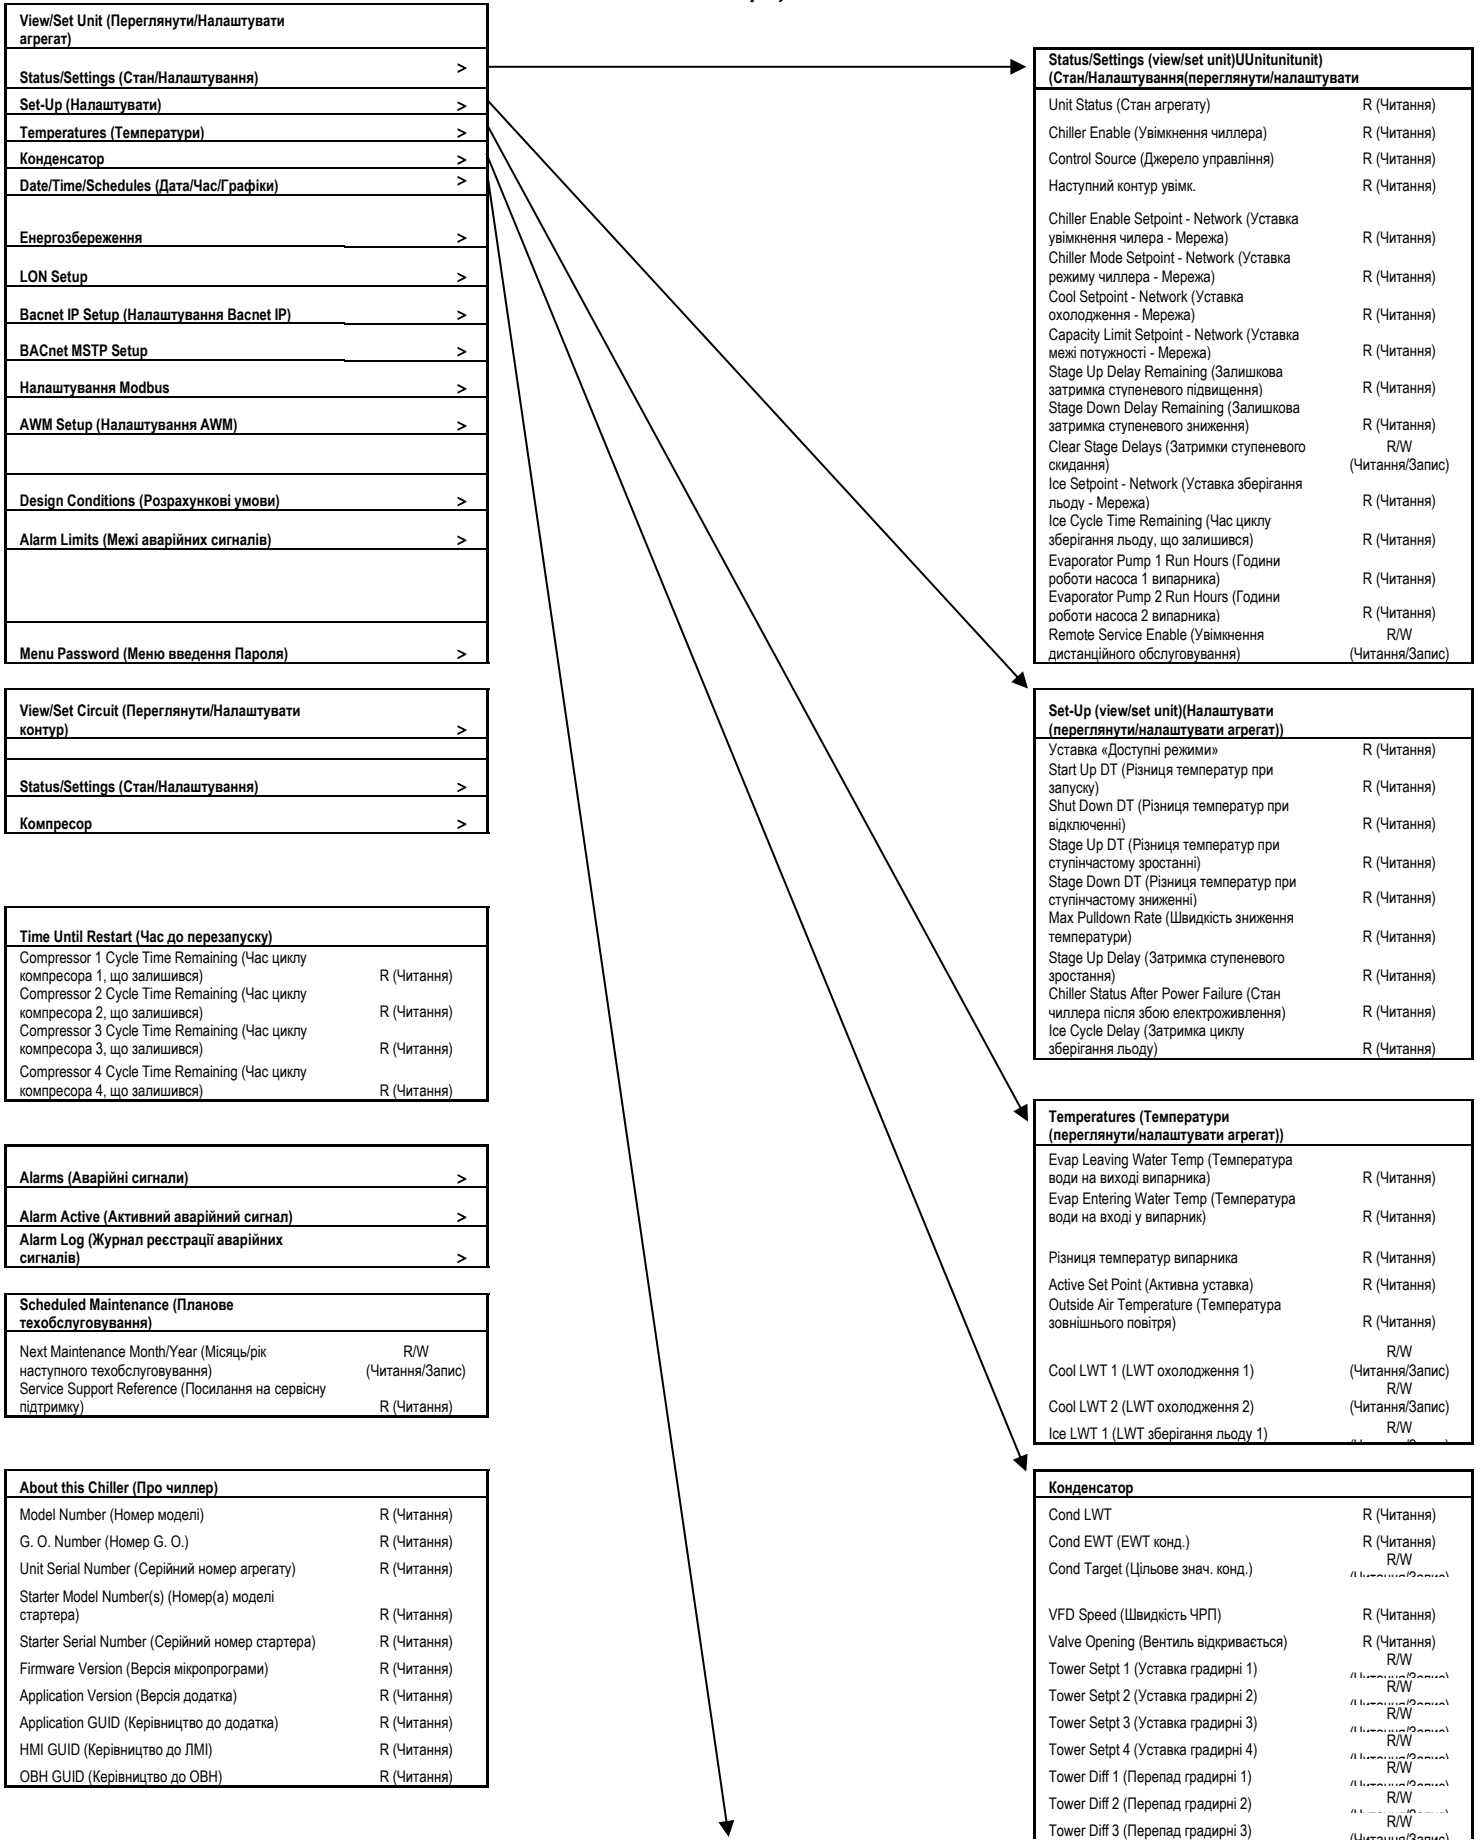 View/Set Unit (Переглянути/Налаштувати
агрегат)
Status/Settings (Стан/Налаштування) >
Set-Up (Налаштувати) >
Temperatures (Температури) >
Конденсатор >
Date/Time/Schedules (Дата/Час/Графіки) >
Енергозбереження >
LON Setup >
Bacnet IP Setup (Налаштування Bacnet IP) >
BACnet MSTP Setup >
Налаштування Modbus >
AWM Setup (Налаштування AWM) >
Design Conditions (Розрахункові умови) >
Alarm Limits (Межі аварійних сигналів) >
Menu Password (Меню введення Пароля) >
View/Set Circuit (Переглянути/Налаштувати
контур) >
Status/Settings (Стан/Налаштування) >
Компресор >
Time Until Restart (Час до перезапуску)
Compressor 1 Cycle Time Remaining (Час циклу
компресора 1, що залишився) R (Читання)
Compressor 2 Cycle Time Remaining (Час циклу
компресора 2, що залишився) R (Читання)
Compressor 3 Cycle Time Remaining (Час циклу
компресора 3, що залишився) R (Читання)
Compressor 4 Cycle Time Remaining (Час циклу
компресора 4, що залишився) R (Читання)
Alarms (Аварійні сигнали) >
Alarm Active (Активний аварійний сигнал) >
Alarm Log (Журнал реєстрації аварійних
сигналів) >
Scheduled Maintenance (Планове
техобслуговування)
Next Maintenance Month/Year (Місяць/рік R/W
наступного техобслуговування) (Читання/Запис)
Service Support Reference (Посилання на сервісну
підтримку) R (Читання)
About this Chiller (Про чиллер)
Model Number (Номер моделі) R (Читання)
G. O. Number (Номер G. O.) R (Читання)
Unit Serial Number (Серійний номер агрегату) R (Читання)
Starter Model Number(s) (Номер(а) моделі
стартера) R (Читання)
Starter Serial Number (Серійний номер стартера) R (Читання)
Firmware Version (Версія мікропрограми) R (Читання)
Application Version (Версія додатка) R (Читання)
Application GUID (Керівництво до додатка) R (Читання)
HMI GUID (Керівництво до ЛМІ) R (Читання)
OBH GUID (Керівництво до OBH) R (Читання)
Status/Settings (view/set unit)UUnitunitunit)
(Стан/Налаштування(переглянути/налаштувати
Unit Status (Стан агрегату) R (Читання)
Chiller Enable (Увімкнення чиллера) R (Читання)
Control Source (Джерело управління) R (Читання)
Наступний контур увімк. R (Читання)
Chiller Enable Setpoint - Network (Уставка
увімкнення чилера - Мережа) R (Читання)
Chiller Mode Setpoint - Network (Уставка
режиму чиллера - Мережа) R (Читання)
Cool Setpoint - Network (Уставка
охолодження - Мережа) R (Читання)
Capacity Limit Setpoint - Network (Уставка
межі потужності - Мережа) R (Читання)
Stage Up Delay Remaining (Залишкова
затримка ступеневого підвищення) R (Читання)
Stage Down Delay Remaining (Залишкова
затримка ступеневого зниження) R (Читання)
Clear Stage Delays (Затримки ступеневого R/W
скидання) (Читання/Запис)
Ice Setpoint - Network (Уставка зберігання
льоду - Мережа) R (Читання)
Ice Cycle Time Remaining (Час циклу
зберігання льоду, що залишився) R (Читання)
Evaporator Pump 1 Run Hours (Години
роботи насоса 1 випарника) R (Читання)
Evaporator Pump 2 Run Hours (Години
роботи насоса 2 випарника) R (Читання)
Remote Service Enable (Увімкнення R/W
дистанційного обслуговування) (Читання/Запис)
Set-Up (view/set unit)(Налаштувати
(переглянути/налаштувати агрегат))
Уставка «Доступні режими» R (Читання)
Start Up DT (Різниця температур при
запуску) R (Читання)
Shut Down DT (Різниця температур при
відключенні) R (Читання)
Stage Up DT (Різниця температур при
ступінчастому зростанні) R (Читання)
Stage Down DT (Різниця температур при
ступінчастому зниженні) R (Читання)
Max Pulldown Rate (Швидкість зниження
температури) R (Читання)
Stage Up Delay (Затримка ступеневого
зростання) R (Читання)
Chiller Status After Power Failure (Стан
чиллера після збою електроживлення) R (Читання)
Ice Cycle Delay (Затримка циклу
зберігання льоду) R (Читання)
Temperatures (Температури
(переглянути/налаштувати агрегат))
Evap Leaving Water Temp (Температура
води на виході випарника) R (Читання)
Evap Entering Water Temp (Температура
води на вході у випарник) R (Читання)
Різниця температур випарника R (Читання)
Active Set Point (Активна уставка) R (Читання)
Outside Air Temperature (Температура
зовнішнього повітря) R (Читання)
R/W
Cool LWT 1 (LWT охолодження 1) (Читання/Запис)
R/W
Cool LWT 2 (LWT охолодження 2) (Читання/Запис)
Ice LWT 1 (LWT зберігання льоду 1) R/W
Конденсатор
Cond LWT R (Читання)
Cond EWT (EWT конд.) R (Читання)
Cond Target (Цільове знач. конд.) R/W
VFD Speed (Швидкість ЧРП) R (Читання)
Valve Opening (Вентиль відкривається) R (Читання)
Tower Setpt 1 (Уставка градирні 1) R/W
Tower Setpt 2 (Уставка градирні 2) R/W
Tower Setpt 3 (Уставка градирні 3) R/W
Tower Setpt 4 (Уставка градирні 4) R/W
Tower Diff 1 (Перепад градирні 1) R/W
Tower Diff 2 (Перепад градирні 2) R/W
Tower Diff 3 (Перепад градирні 3) R/W